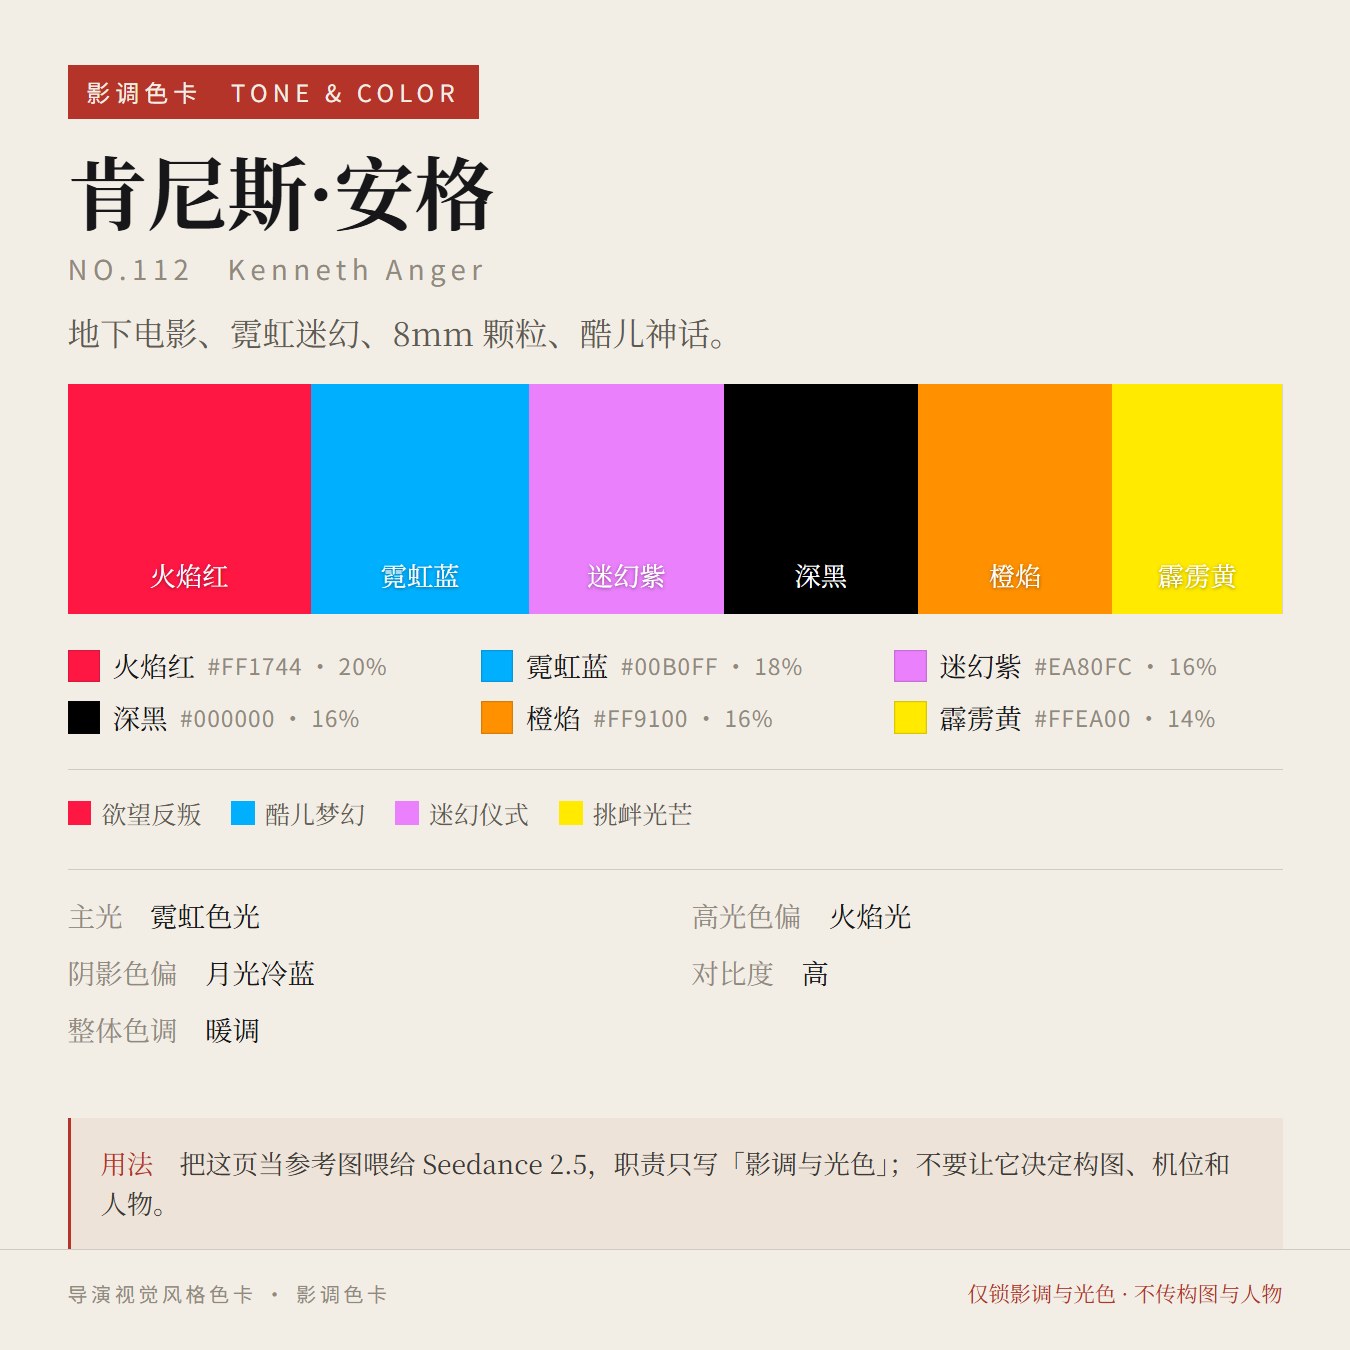 影调色卡 TONE & COLOR
肯尼斯·安格
NO.112 Kenneth Anger
地下电影、霓虹迷幻、8mm 颗粒、酷儿神话。
火焰红 霓虹蓝 迷幻紫 深黑 橙焰 霹雳黄
火焰红 #FF1744 · 20% 霓虹蓝 #00B0FF · 18% 迷幻紫 #EA80FC · 16%
深黑 #000000 · 16% 橙焰 #FF9100 · 16% 霹雳黄 #FFEA00 · 14%
欲望反叛 酷儿梦幻 迷幻仪式 挑衅光芒
主光 霓虹色光 高光色偏 火焰光
阴影色偏 月光冷蓝 对比度 高
整体色调 暖调
用法 把这页当参考图喂给 Seedance 2.5，职责只写「影调与光色」；不要让它决定构图、机位和
人物。
导演视觉风格色卡 · 影调色卡 仅锁影调与光色 · 不传构图与人物